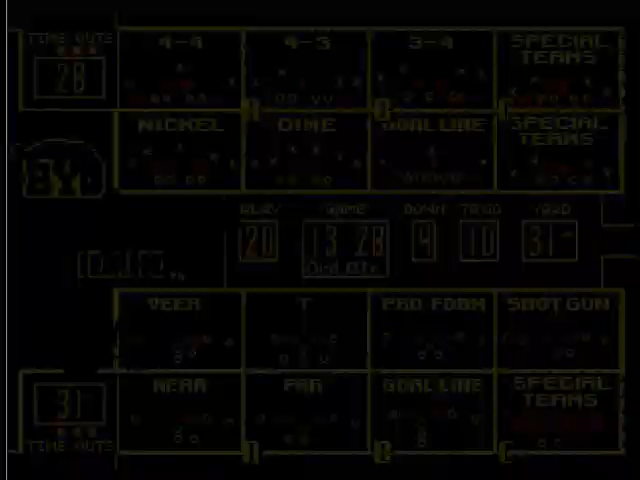 TIME OUTS
28
4-4
4-3
3-4
SPECIAL
TEAMS
NICKEL
DIME
GOAL LINE
SPECIAL
TEAMS
PLAY
GAME
DOWN
TO GO
YARD
20
13 28
4
10
31
VEER
T
PRO FORM
SHOT GUN
NEAR
FAR
GOAL LINE
SPECIAL
TEAMS
31
TIME OUTS